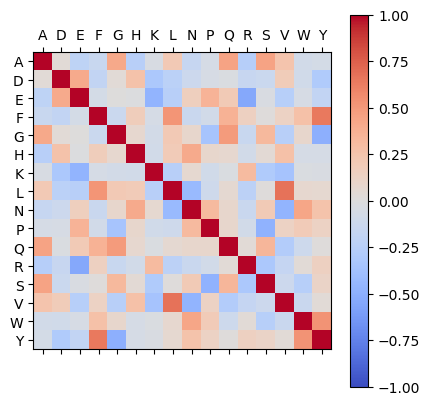 A D E F G H K L N P Q R S V W Y
A
D
E
F
G
H
K
L
N
P
Q
R
S
V
W
Y
1.00
0.75
0.50
0.25
0.00
−0.25
−0.50
−0.75
−1.00